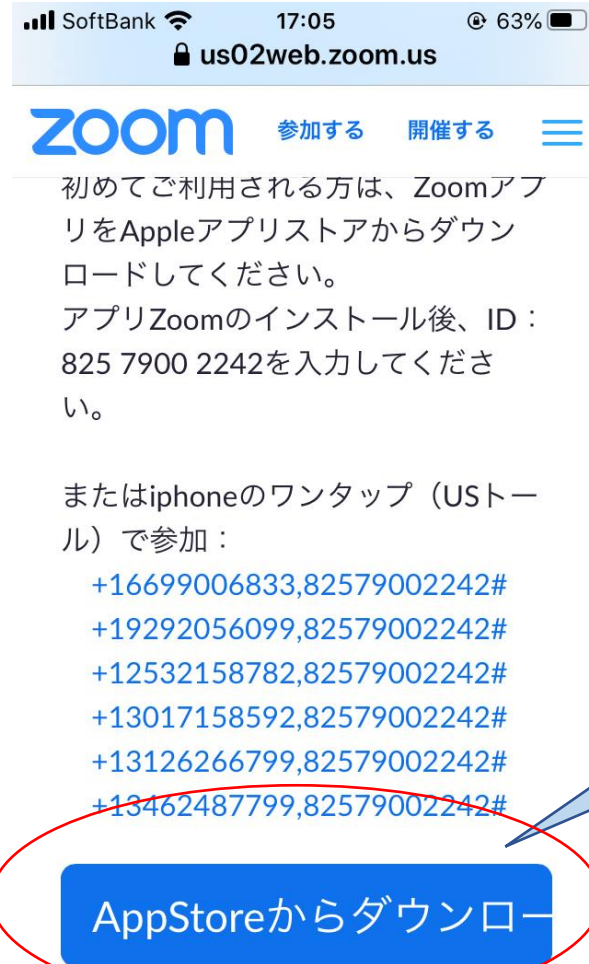 SoftBank 17:05 63%
us02web.zoom.us
zoom 参加する 開催する
初めてご利用される方は、Zoomアプ
リをAppleアプリストアからダウン
ロードしてください。
アプリZoomのインストール後、ID：
825 7900 2242を入力してくださ
い。
またはiphoneのワンタップ（USトー
ル）で参加：
+16699006833,82579002242#
+19292056099,82579002242#
+12532158782,82579002242#
+13017158592,82579002242#
+13126266799,82579002242#
+13462487799,82579002242#
AppStoreからダウンロー